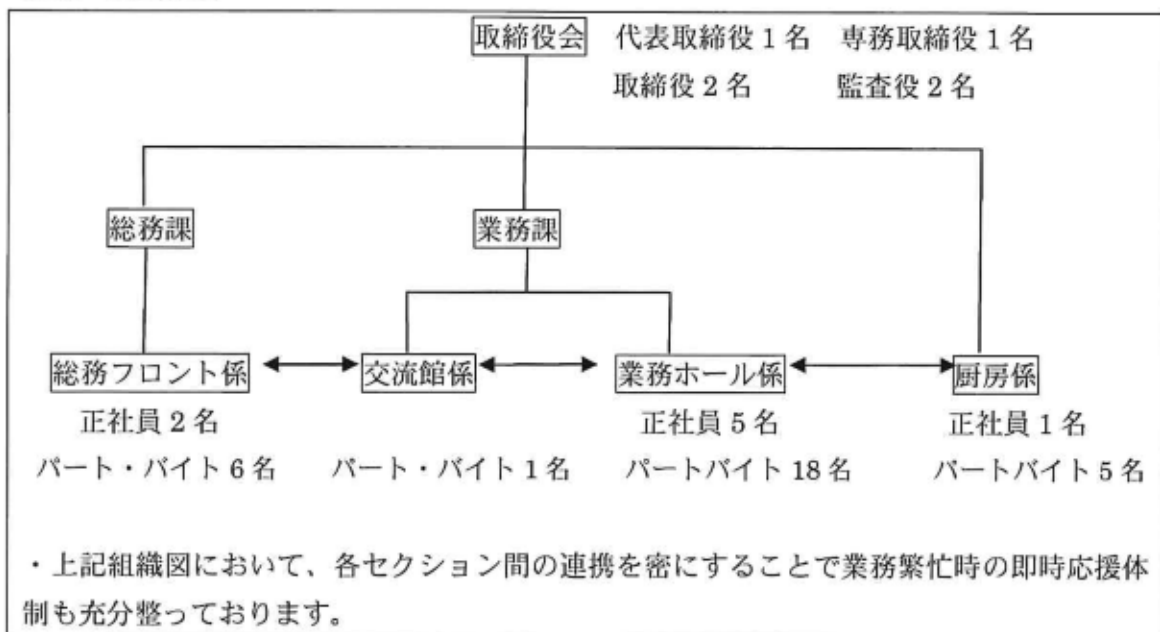 取締役会 代表取締役 1 名 専務取締役 1 名
取締役 2 名 監査役 2 名
総務課 業務課
総務フロント係 交流館係 業務ホール係 厨房係
正社員 2 名 正社員 5 名 正社員 1 名
パート・バイト 6 名 パート・バイト 1 名 パートバイト 18 名 パートバイト 5 名
・上記組織図において、各セクション間の連携を密にすることで業務繁忙時の即時応援体
制も充分整っております。